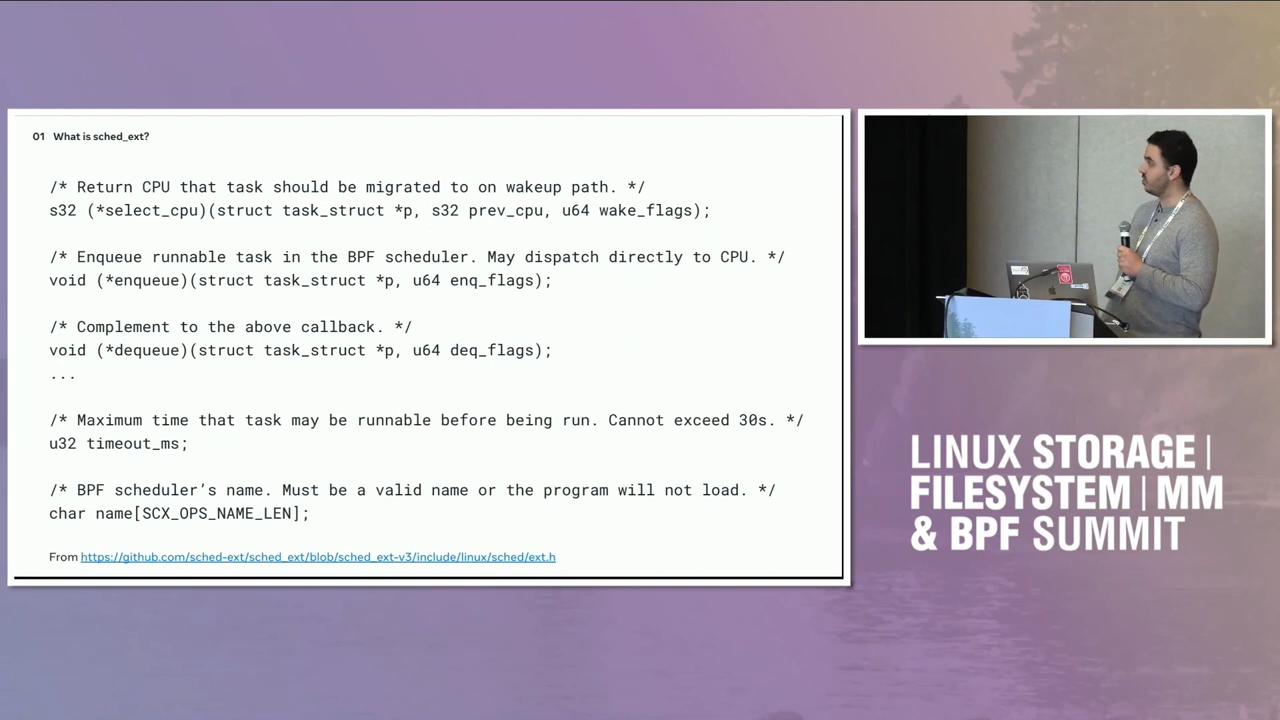 01 What is sched_ext?
/* Return CPU that task should be migrated to on wakeup path. */
s32 (*select_cpu)(struct task_struct *p, s32 prev_cpu, u64 wake_flags);
/* Enqueue runnable task in the BPF scheduler. May dispatch directly to CPU. */
void (*enqueue)(struct task_struct *p, u64 enq_flags);
/* Complement to the above callback. */
void (*dequeue)(struct task_struct *p, u64 deq_flags);
...
/* Maximum time that task may be runnable before being run. Cannot exceed 30s. */
u32 timeout_ms;
/* BPF scheduler’s name. Must be a valid name or the program will not load. */
char name[SCX_OPS_NAME_LEN];
From https://github.com/sched-ext/sched_ext/blob/sched_ext-v3/include/linux/sched/ext.h
LINUX STORAGE |
FILESYSTEM | MM
& BPF SUMMIT